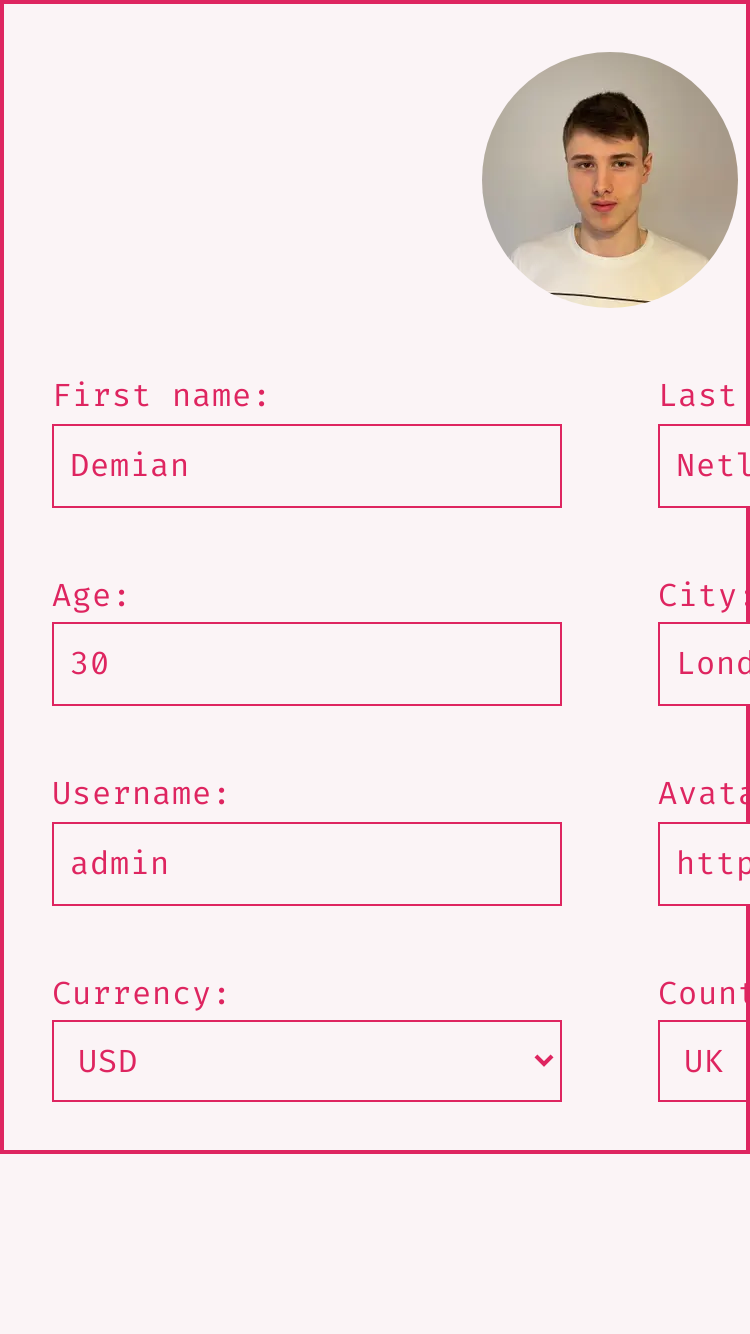 First name: Last
Demian Netl
Age: City:
30 Lond
Username: Avata
admin http
Currency: Count
USD UK